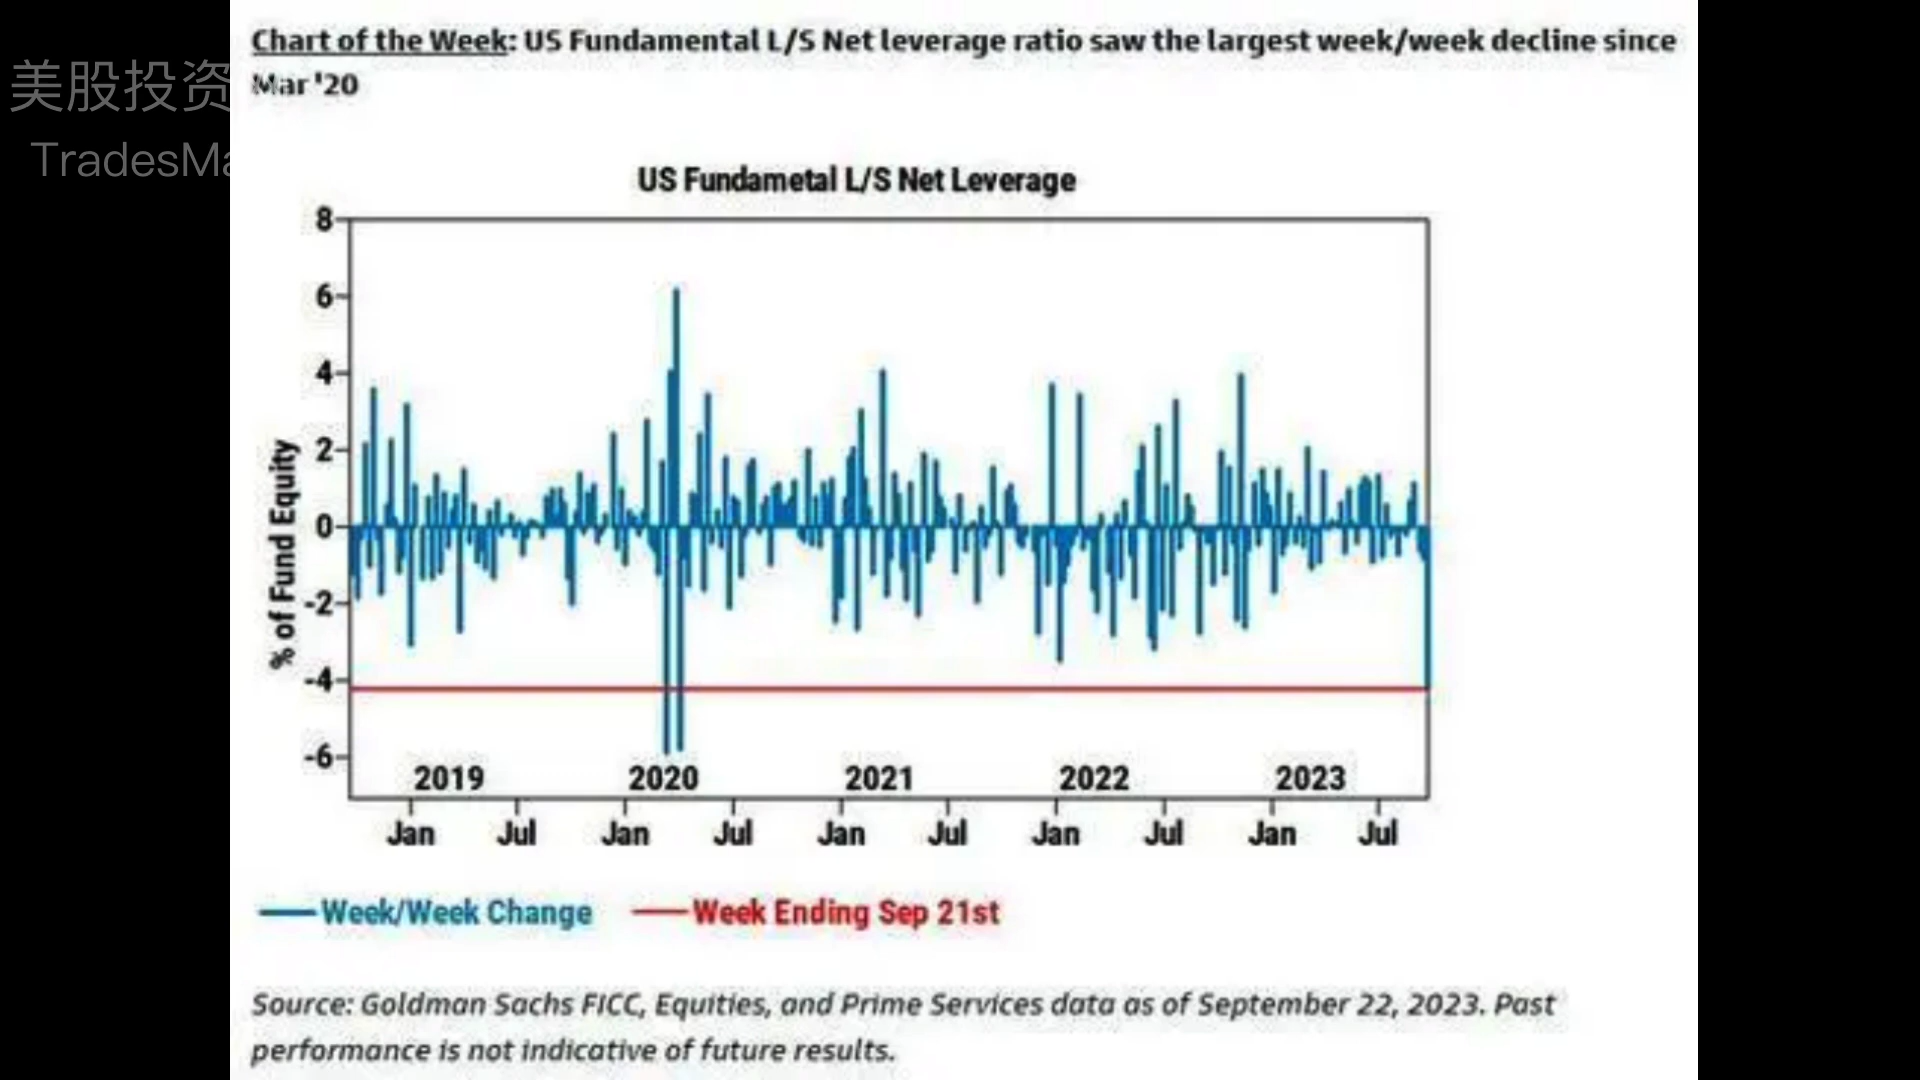 美股投资
TradesMa
Chart of the Week: US Fundamental L/S Net leverage ratio saw the largest week/week decline since
Mar '20
US Fundametal L/S Net Leverage
% of Fund Equity
8
6
4
2
0
-2
-4
-6
2019 2020 2021 2022 2023
Jan Jul Jan Jul Jan Jul Jan Jul Jan Jul
Week/Week Change Week Ending Sep 21st
Source: Goldman Sachs FICC, Equities, and Prime Services data as of September 22, 2023. Past
performance is not indicative of future results.